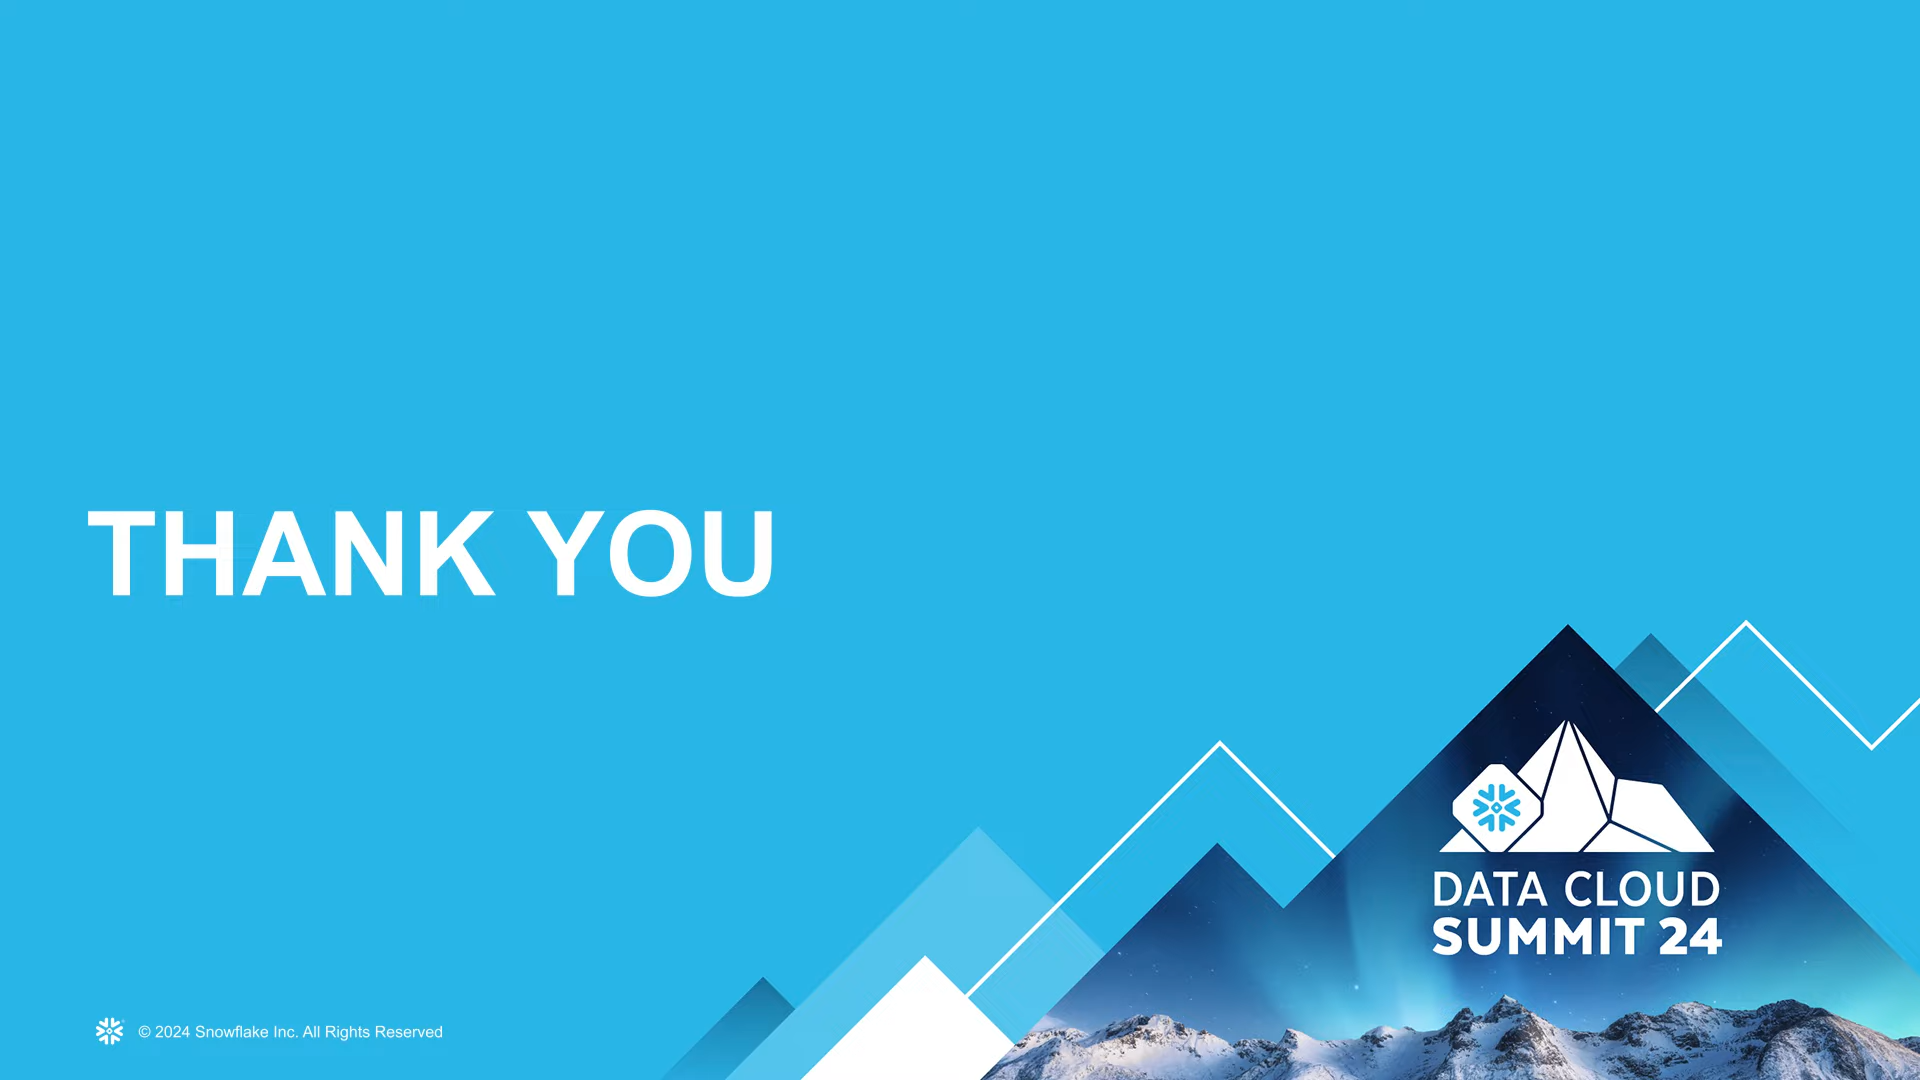 THANK YOU
DATA CLOUD
SUMMIT 24
© 2024 Snowflake Inc. All Rights Reserved